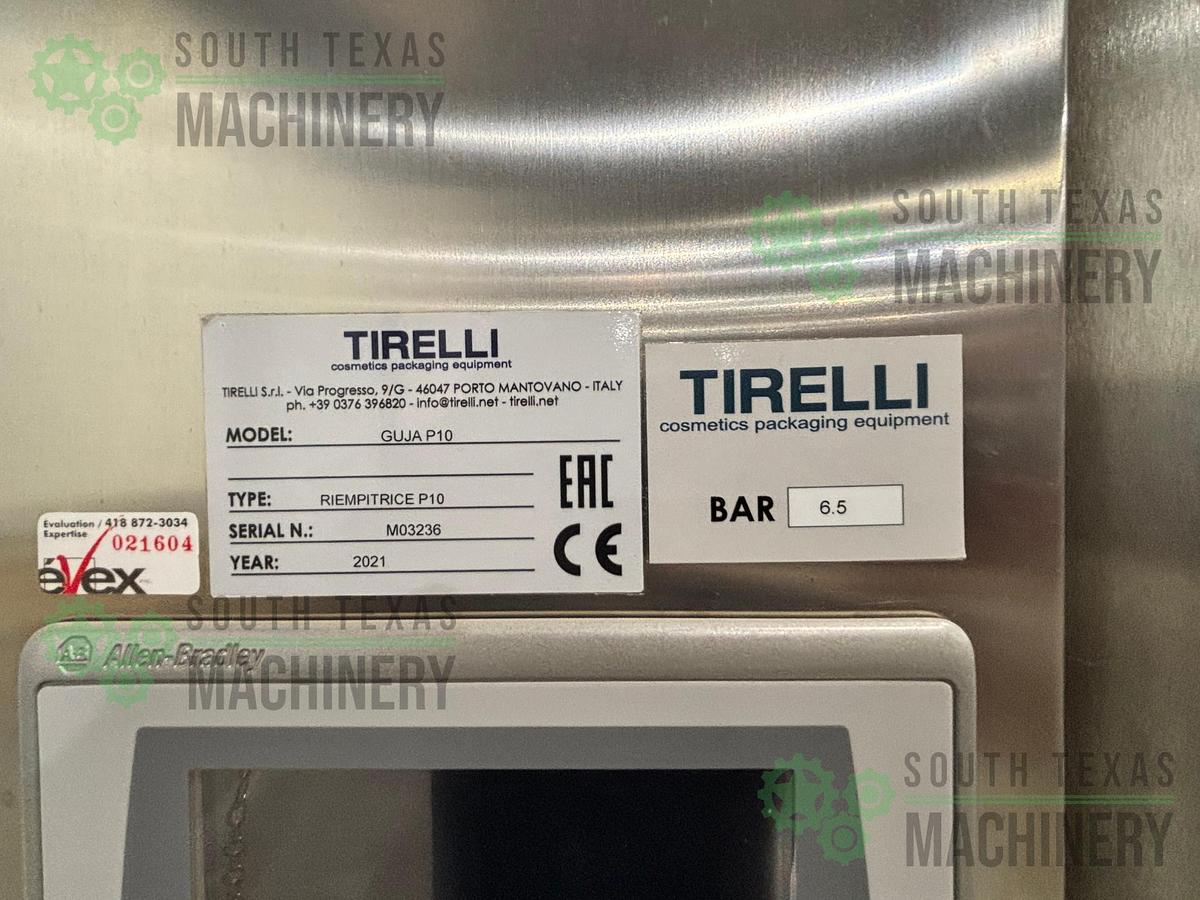 SOUTH TEXAS
MACHINERY
SOUTH TEXAS
MACHINERY
TIRELLI
cosmetics packaging equipment
TIRELLI S.r.l. - Via Progresso, 9/G - 46047 PORTO MANTOVANO - ITALY
ph. +39 0376 396820 - info@tirelli.net - tirelli.net
MODEL: GUJA P10
TYPE: RIEMPITRICE P10
SERIAL N.: M03236
YEAR: 2021
EAC
CE
TIRELLI
cosmetics packaging equipment
BAR 6.5
Evaluation / 418 872-3034
Expertise
021604
évex
SOUTH TEXAS
MACHINERY
AB Allen-Bradley
SOUTH TEXAS
MACHINERY